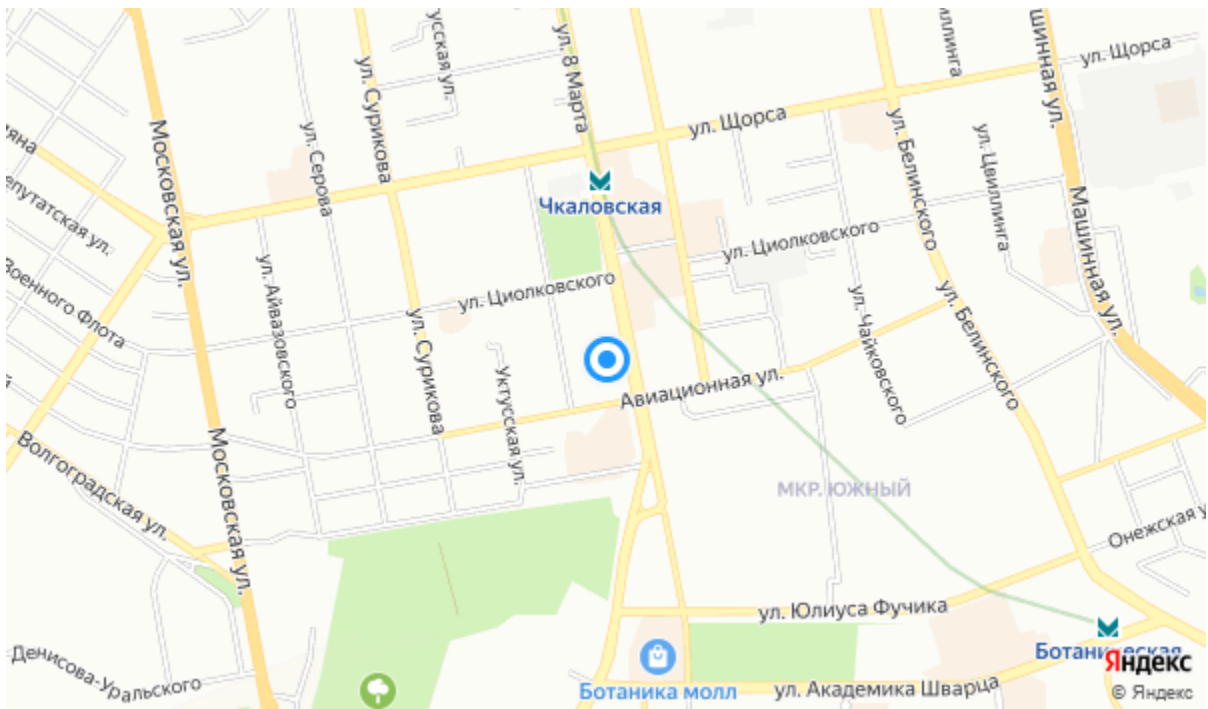 усская ул.
ул. 8 Марта
ул. Щорса
ул. Сурикова
ул. Щорса
ул. Белинского
ул. Цвиллинга
Московская ул.
ул. Серова
Чкаловская
Машинная ул.
ул. Циолковского
Военного Флота
ул. Айвазовского
ул. Циолковского
ул. Чайковского
ул. Белинского
Машинная ул.
ул. Сурикова
Уктусская ул.
Авиационная ул.
Волгоградская ул.
Московская ул.
МКР. ЮЖНЫЙ
Онежская у
ул. Юлиуса Фучика
Ботаническая
Денисова-Уральского
Ботаника молл
ул. Академика Шварца
Яндекс
© Яндекс